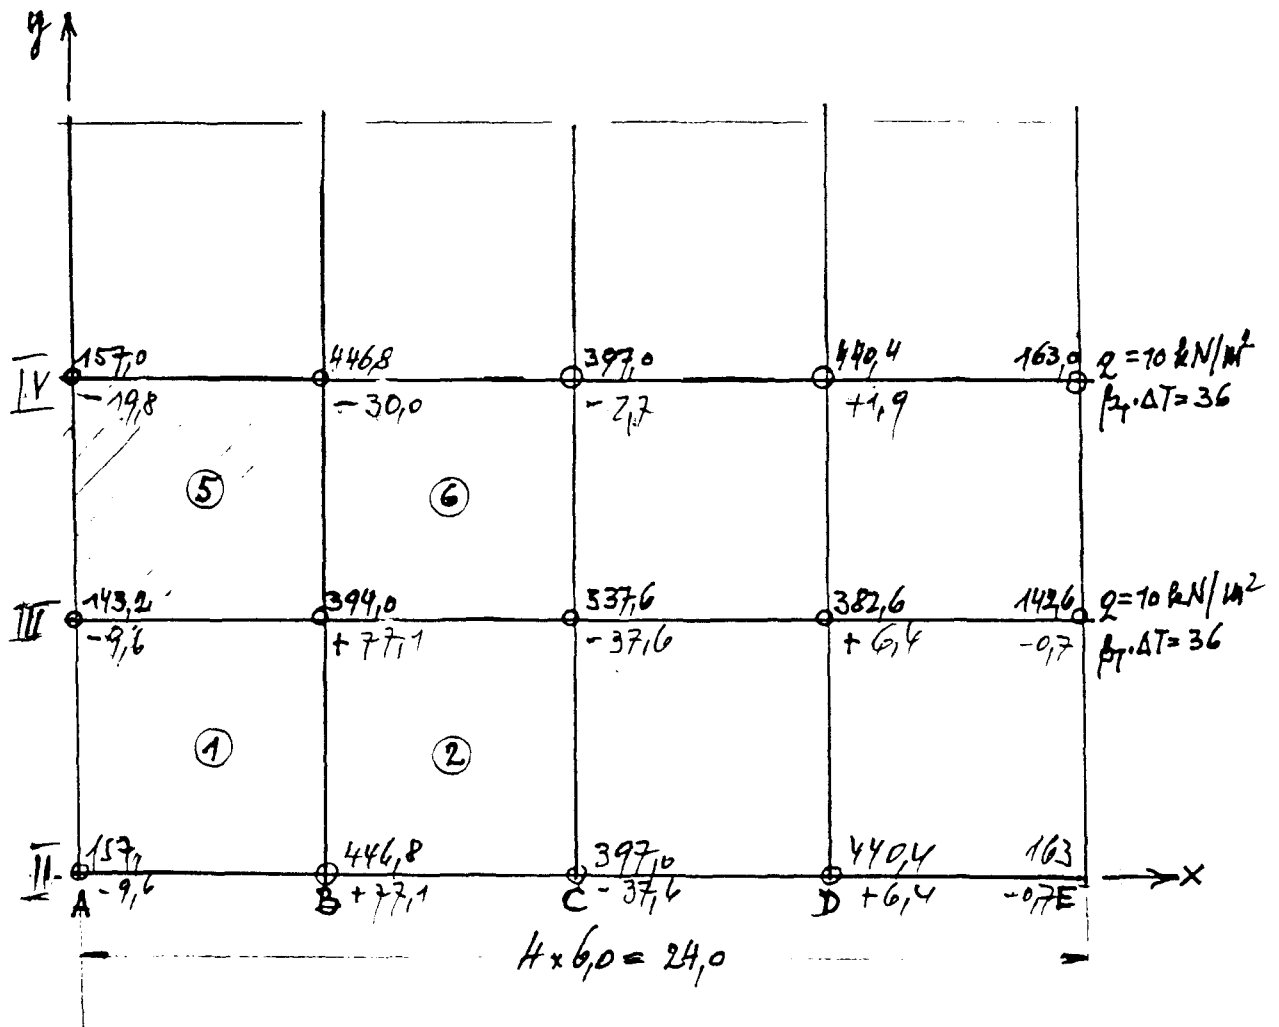 y
157,0 446,8 397,0 440,4 163,0 q = 10 kN/m²
IV -19,8 -30,0 -2,7 +1,9 βT·ΔT = 36
5 6
143,2 394,0 337,6 382,6 142,6 q = 10 kN/m²
III -9,6 +77,1 -37,6 +6,4 -0,7 βT·ΔT = 36
1 2
157, 446,8 397,0 440,4 163
II -9,6 +77,1 -37,6 +6,4 -0,7 x
A B C D E
4 x 6,0 = 24,0